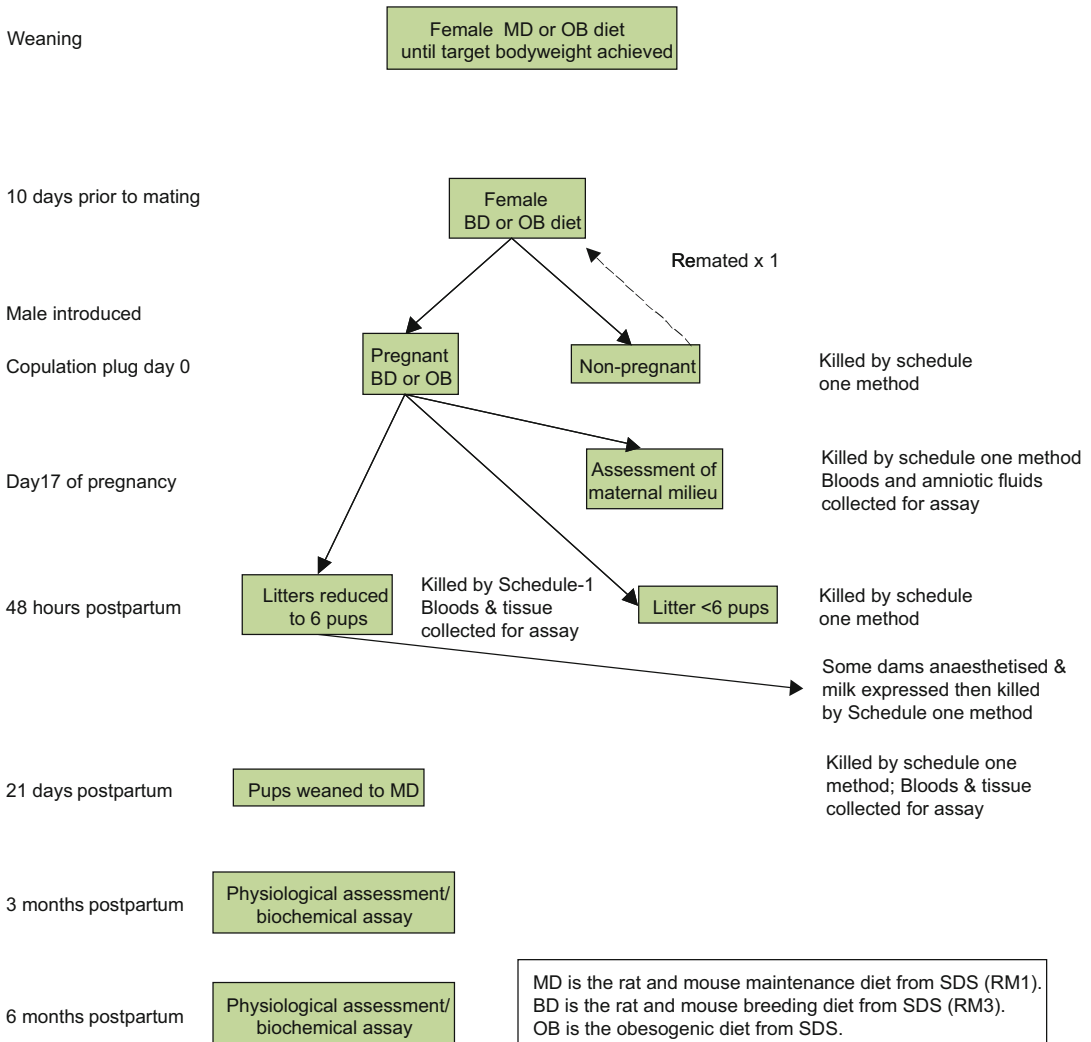 Weaning
Female MD or OB diet
until target bodyweight achieved
10 days prior to mating
Female
BD or OB diet
Remated x 1
Male introduced
Copulation plug day 0
Pregnant
BD or OB
Non-pregnant
Killed by schedule
one method
Day17 of pregnancy
Assessment of
maternal milieu
Killed by schedule one method
Bloods and amniotic fluids
collected for assay
48 hours postpartum
Litters reduced
to 6 pups
Killed by Schedule-1
Bloods & tissue
collected for assay
Litter <6 pups
Killed by schedule
one method
Some dams anaesthetised &
milk expressed then killed
by Schedule one method
21 days postpartum
Pups weaned to MD
Killed by schedule one
method; Bloods & tissue
collected for assay
3 months postpartum
Physiological assessment/
biochemical assay
6 months postpartum
Physiological assessment/
biochemical assay
MD is the rat and mouse maintenance diet from SDS (RM1).
BD is the rat and mouse breeding diet from SDS (RM3).
OB is the obesogenic diet from SDS.